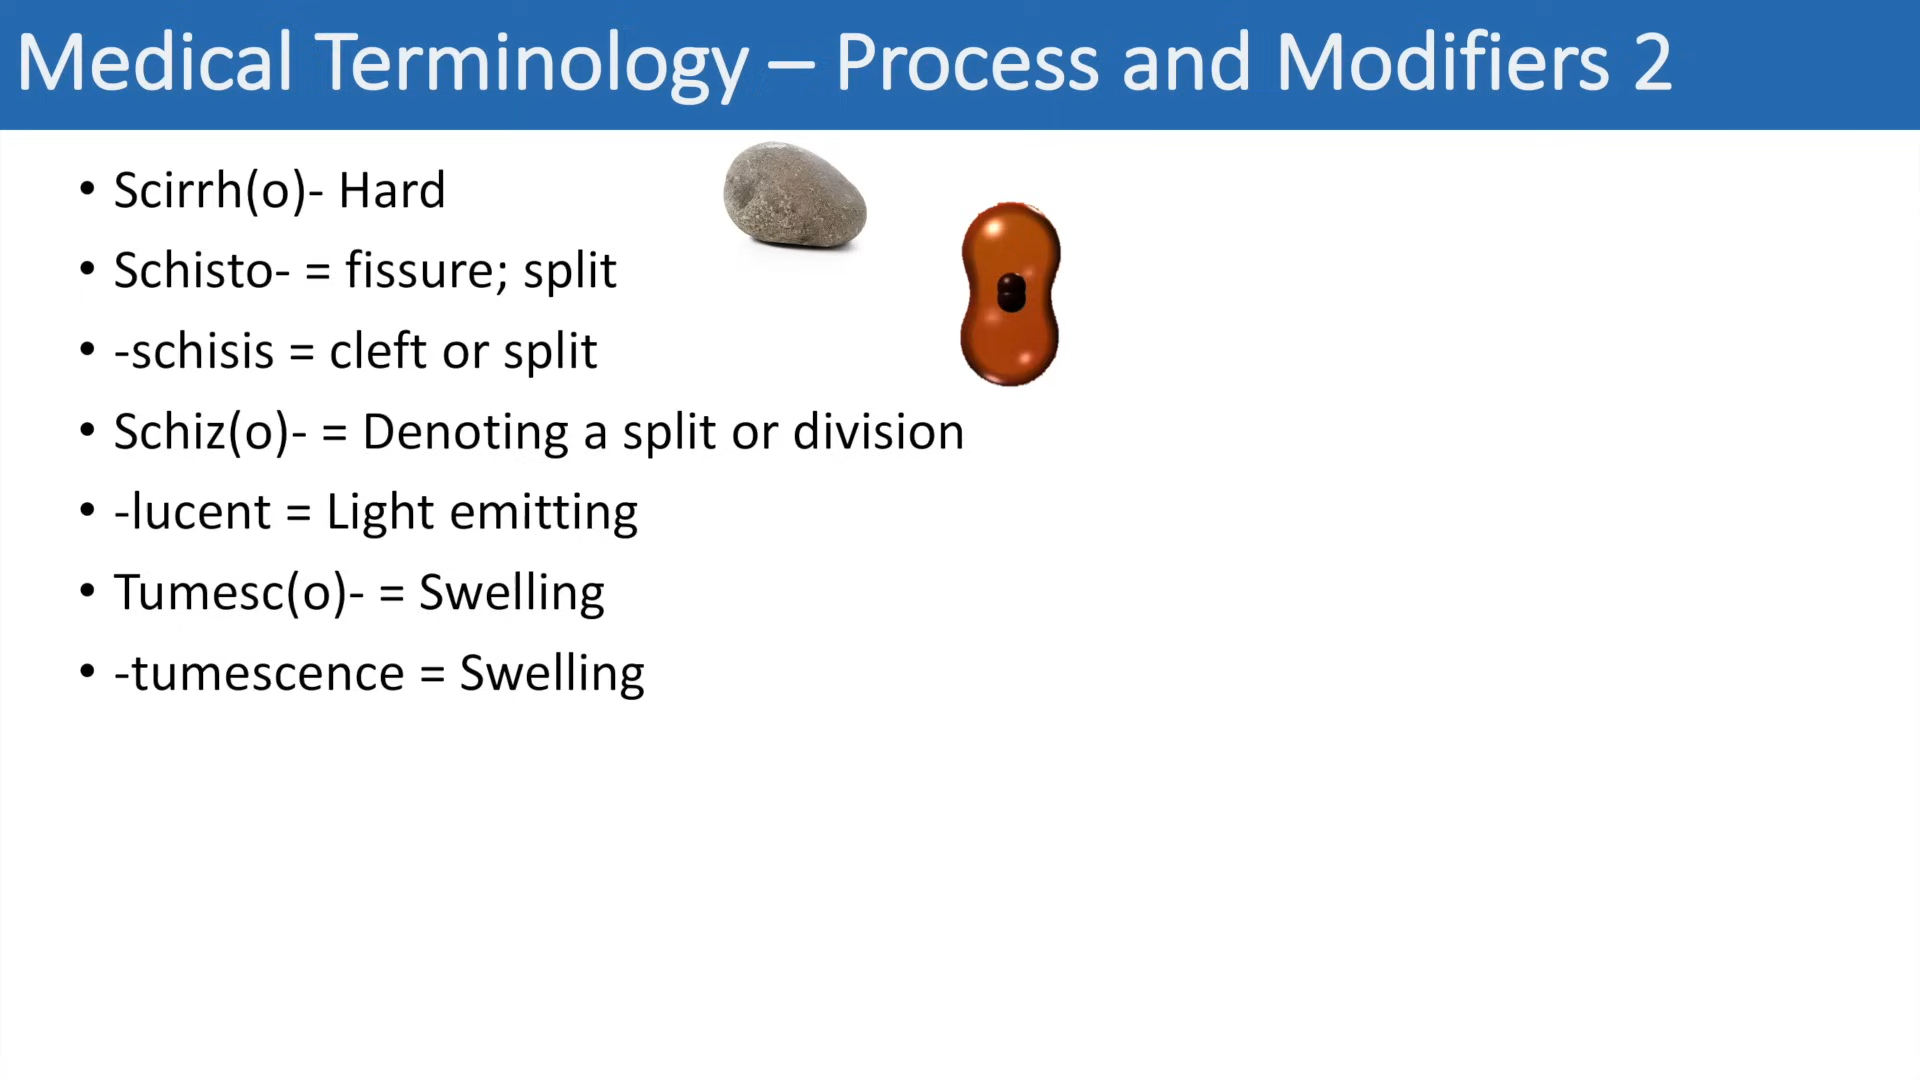 Medical Terminology – Process and Modifiers 2
• Scirrh(o)- Hard
• Schisto- = fissure; split
• -schisis = cleft or split
• Schiz(o)- = Denoting a split or division
• -lucent = Light emitting
• Tumesc(o)- = Swelling
• -tumescence = Swelling